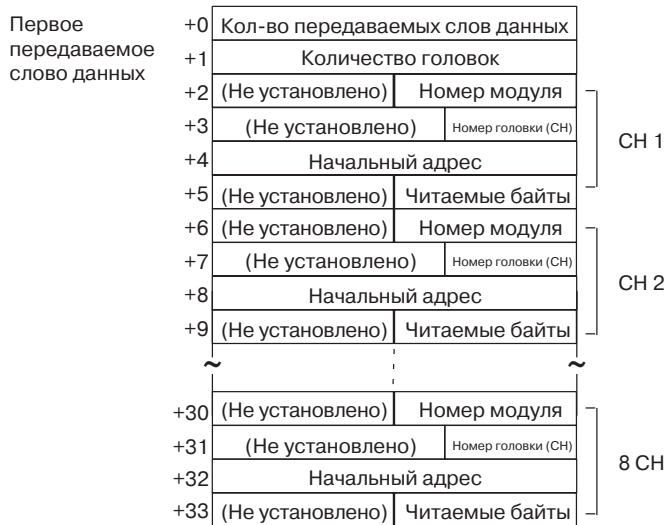 Первое
передаваемое
слово данных
+0 Кол-во передаваемых слов данных
+1 Количество головок
+2 (Не установлено) Номер модуля
+3 (Не установлено) Номер головки (CH)
CH 1
+4 Начальный адрес
+5 (Не установлено) Читаемые байты
+6 (Не установлено) Номер модуля
+7 (Не установлено) Номер головки (CH)
CH 2
+8 Начальный адрес
+9 (Не установлено) Читаемые байты
~ ~
+30 (Не установлено) Номер модуля
+31 (Не установлено) Номер головки (CH)
8 CH
+32 Начальный адрес
+33 (Не установлено) Читаемые байты